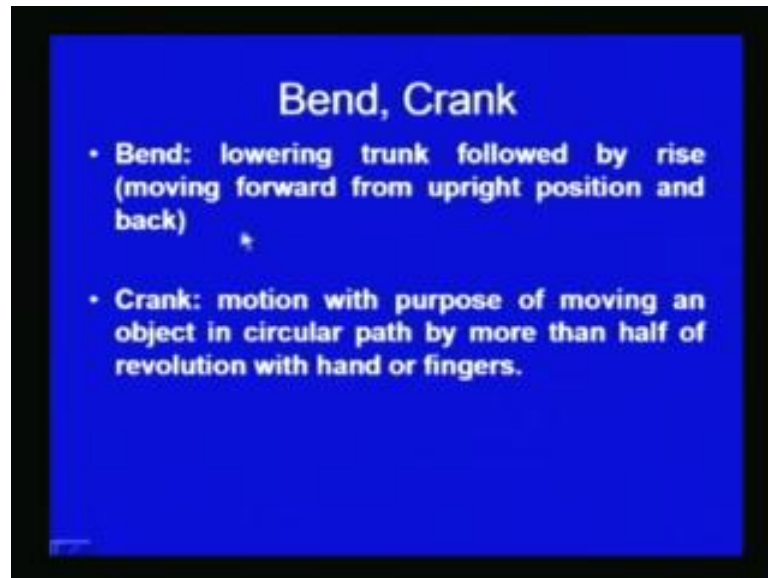 Bend, Crank
• Bend: lowering trunk followed by rise
(moving forward from upright position and
back)
• Crank: motion with purpose of moving an
object in circular path by more than half of
revolution with hand or fingers.